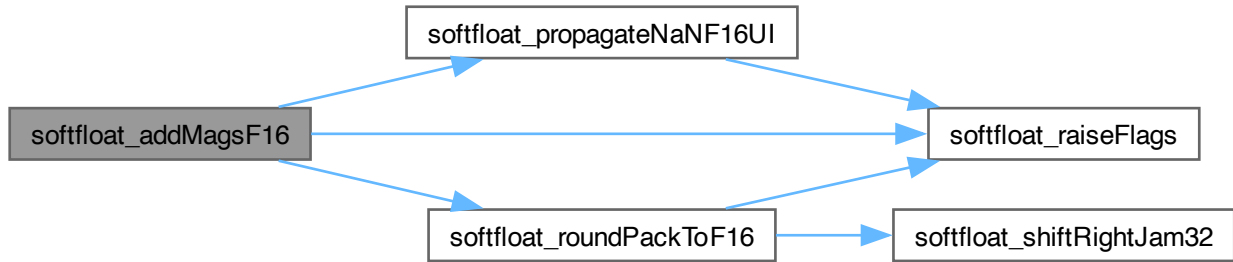 softfloat_propagateNaNF16UI
softfloat_addMagsF16
softfloat_raiseFlags
softfloat_roundPackToF16
softfloat_shiftRightJam32